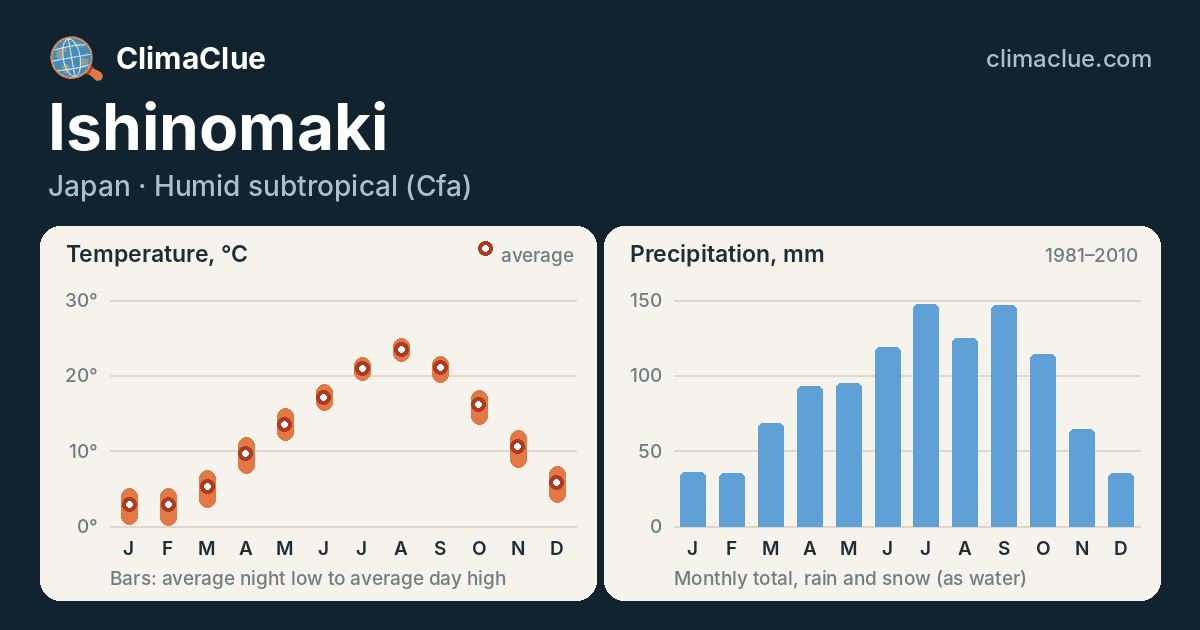 ClimaClue
climaclue.com
Ishinomaki
Japan · Humid subtropical (Cfa)
Temperature, °C
average
30°
20°
10°
0°
J F M A M J J A S O N D
Bars: average night low to average day high
Precipitation, mm
1981–2010
150
100
50
0
J F M A M J J A S O N D
Monthly total, rain and snow (as water)